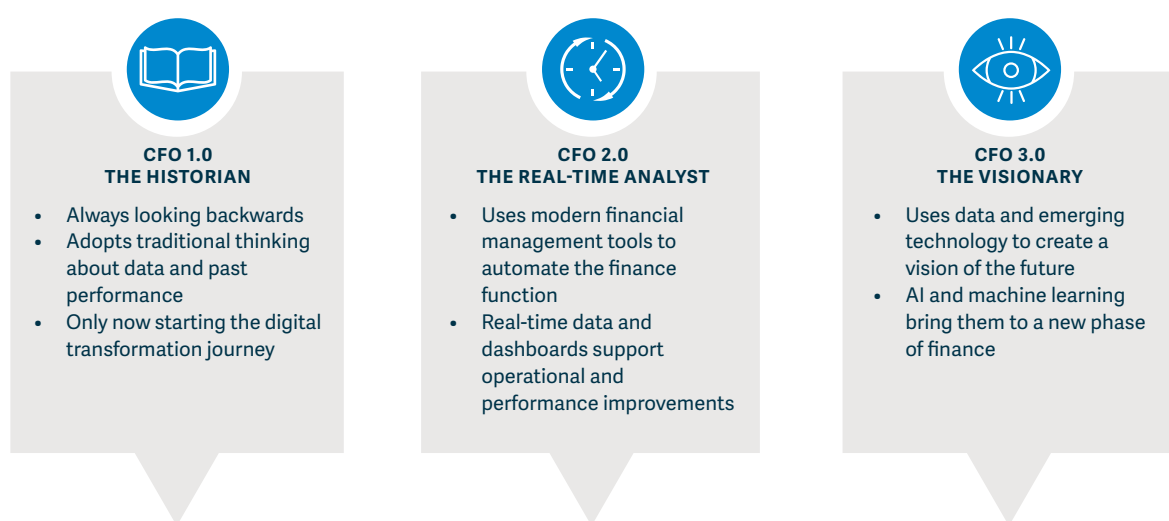 CFO 1.0
THE HISTORIAN
• Always looking backwards
• Adopts traditional thinking
about data and past
performance
• Only now starting the digital
transformation journey
CFO 2.0
THE REAL-TIME ANALYST
• Uses modern financial
management tools to
automate the finance
function
• Real-time data and
dashboards support
operational and
performance improvements
CFO 3.0
THE VISIONARY
• Uses data and emerging
technology to create a
vision of the future
• AI and machine learning
bring them to a new phase
of finance